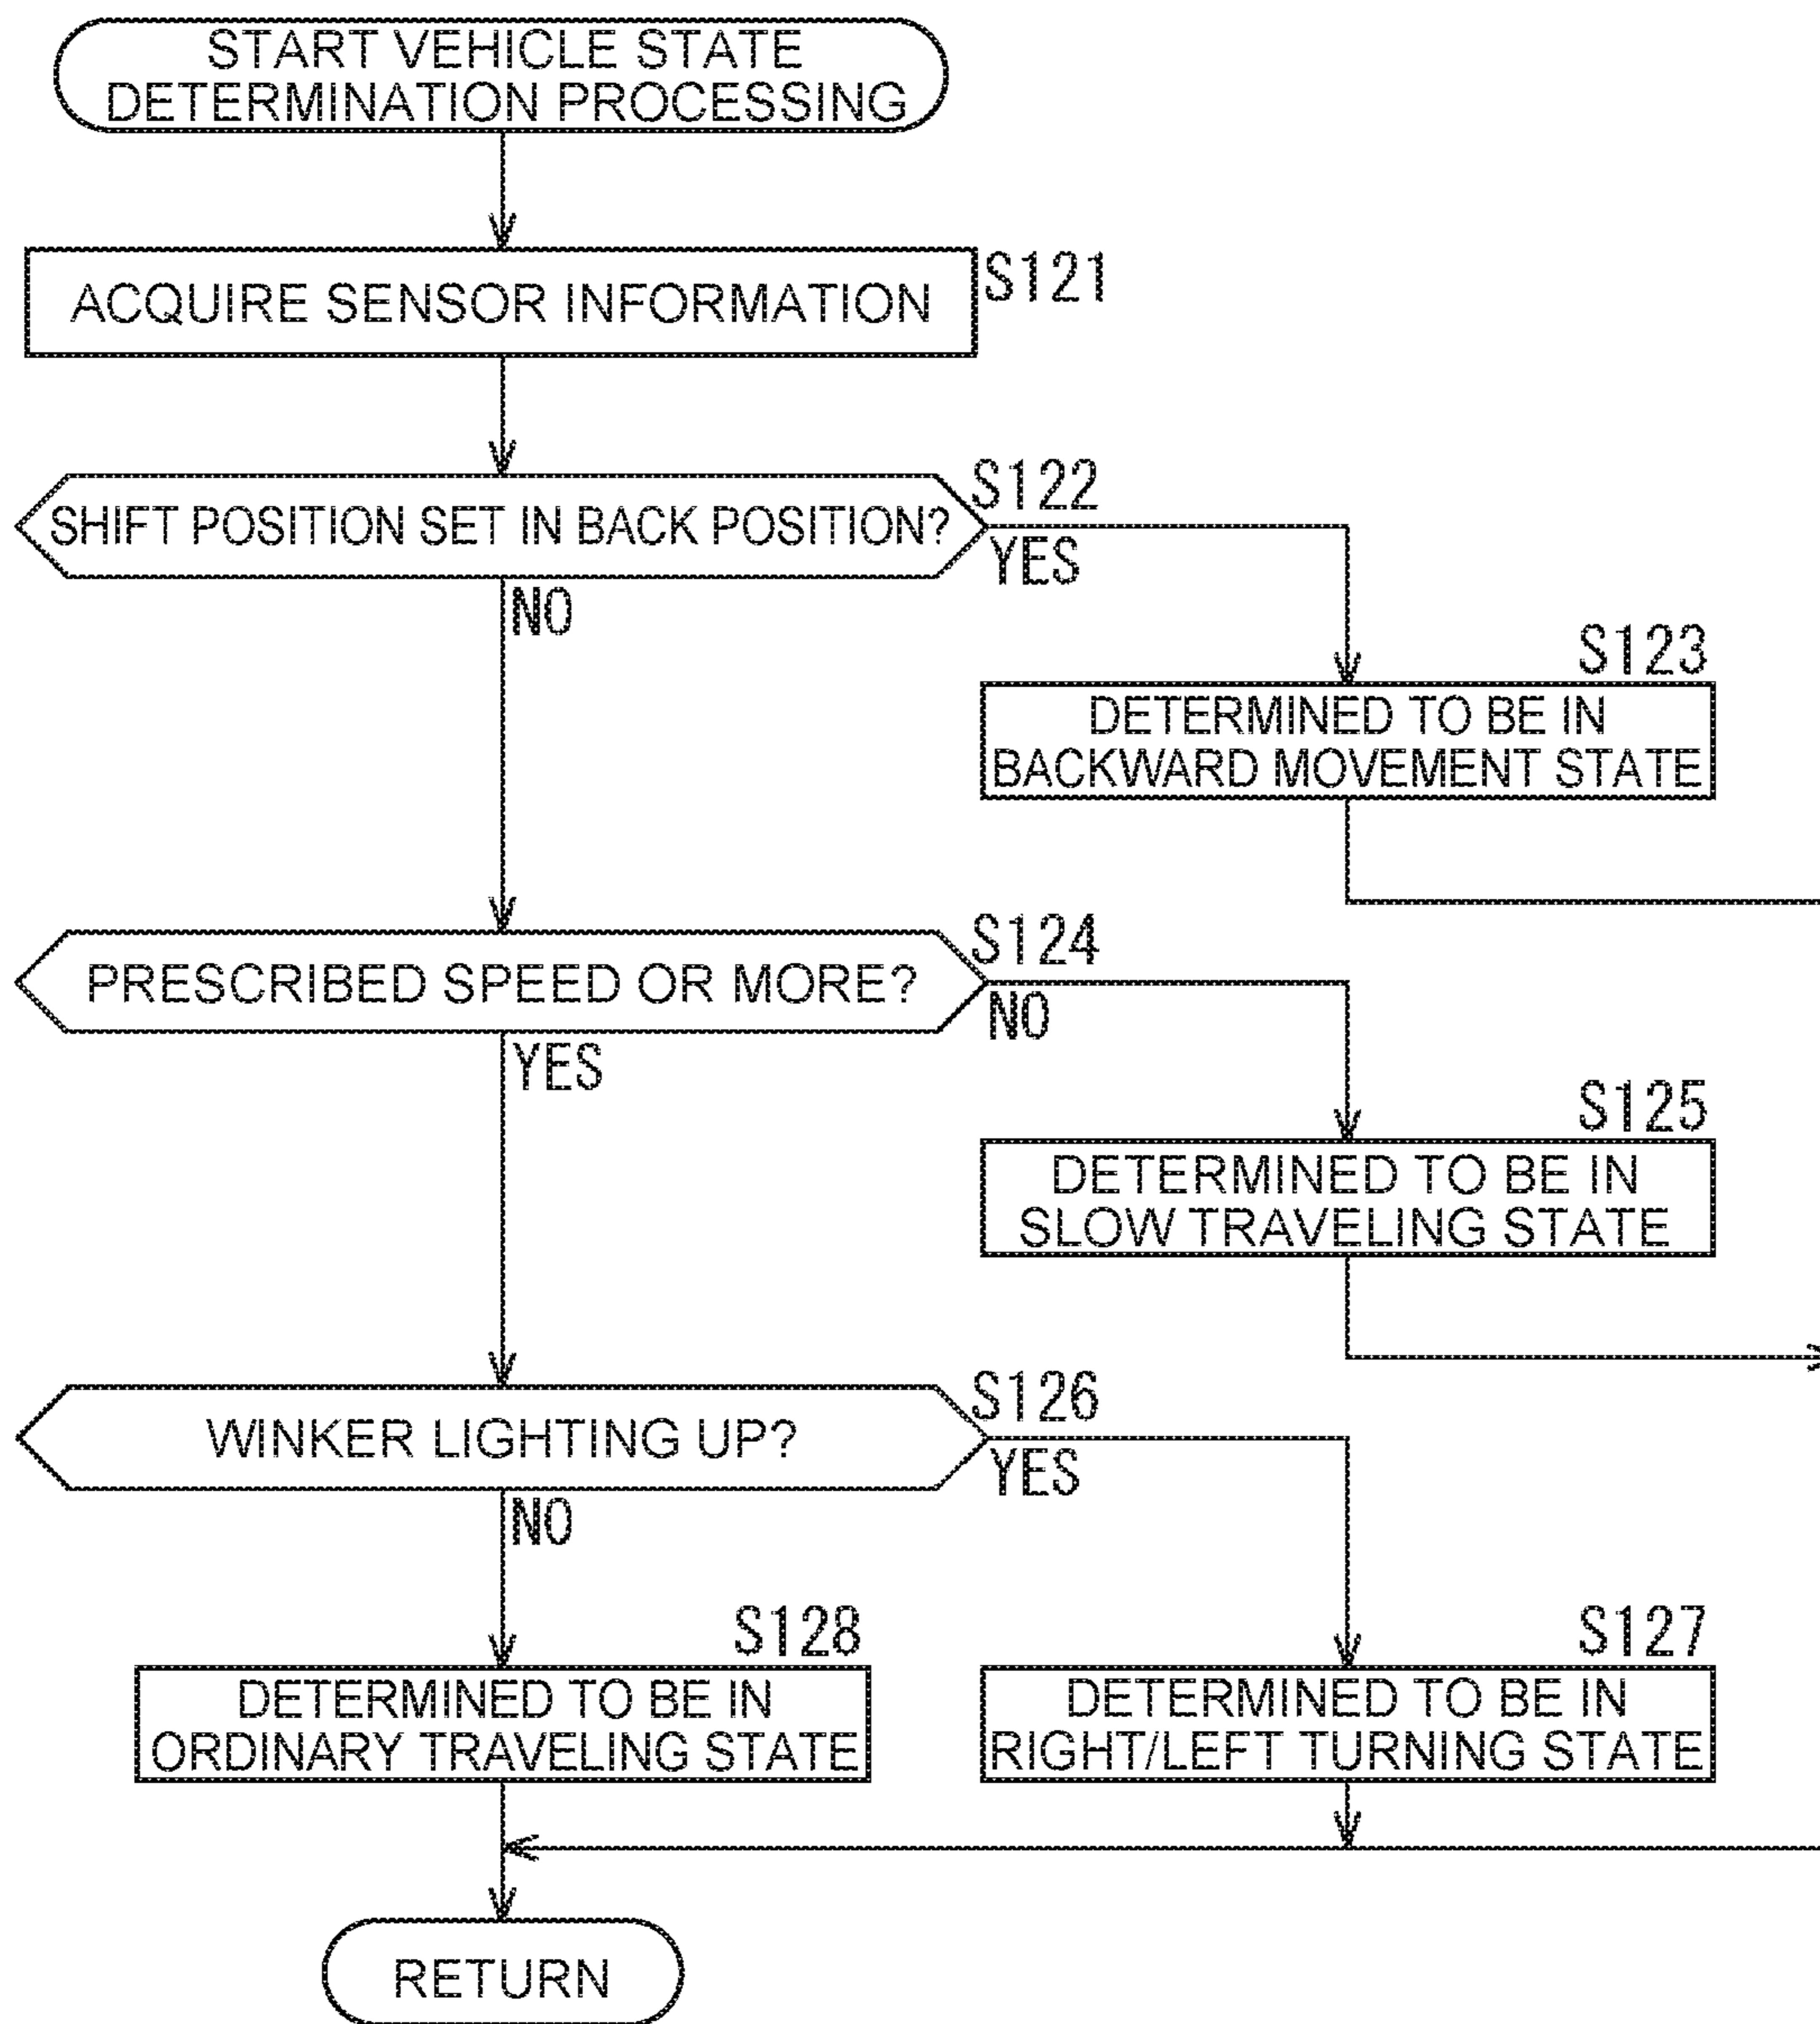 START VEHICLE STATE
DETERMINATION PROCESSING
ACQUIRE SENSOR INFORMATION
S121
SHIFT POSITION SET IN BACK POSITION?
S122
YES
NO
S123
DETERMINED TO BE IN
BACKWARD MOVEMENT STATE
PRESCRIBED SPEED OR MORE?
S124
NO
YES
S125
DETERMINED TO BE IN
SLOW TRAVELING STATE
WINKER LIGHTING UP?
S126
YES
NO
S128
DETERMINED TO BE IN
ORDINARY TRAVELING STATE
S127
DETERMINED TO BE IN
RIGHT/LEFT TURNING STATE
RETURN